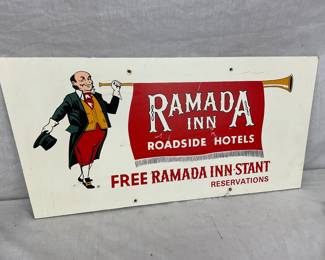 RAMADA
INN
ROADSIDE HOTELS
FREE RAMADA INN-STANT
RESERVATIONS